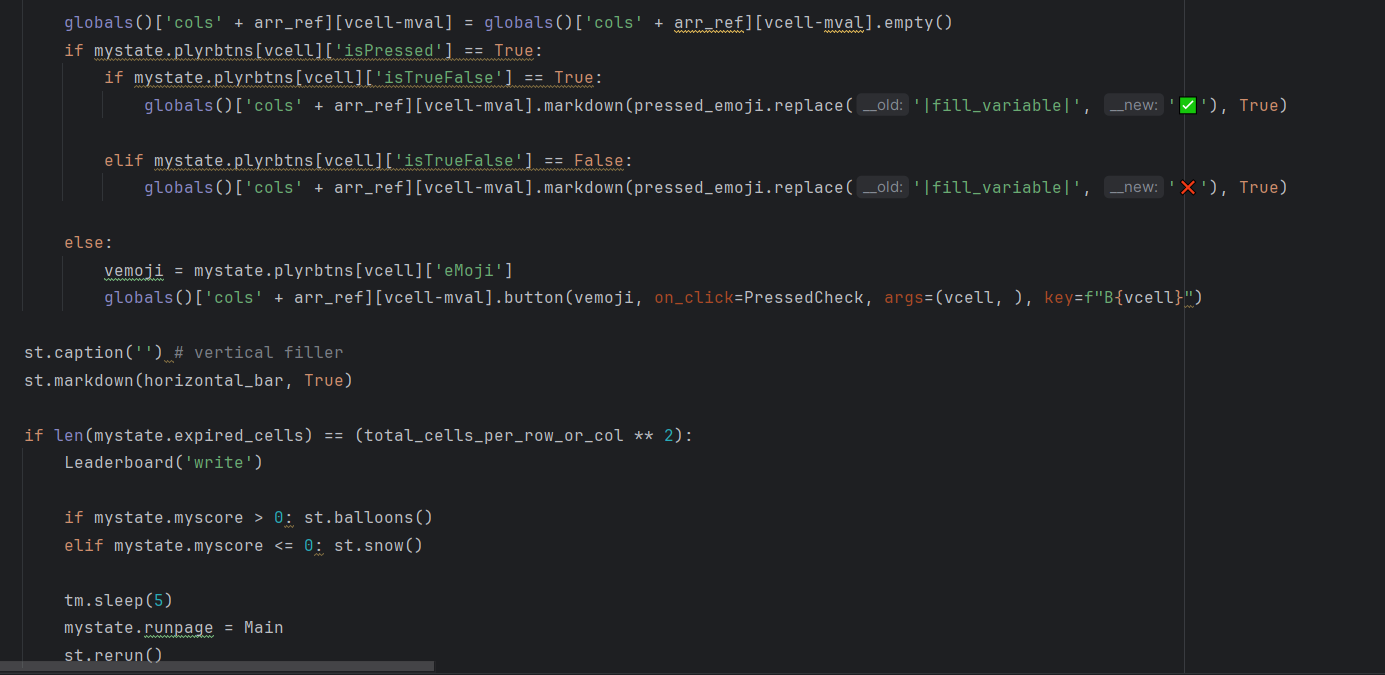 globals()['cols' + arr_ref][vcell-mval] = globals()['cols' + arr_ref][vcell-mval].empty()
if mystate.plyrbtns[vcell]['isPressed'] == True:
if mystate.plyrbtns[vcell]['isTrueFalse'] == True:
globals()['cols' + arr_ref][vcell-mval].markdown(pressed_emoji.replace( __old: '|fill_variable|', __new: '✅'), True)
elif mystate.plyrbtns[vcell]['isTrueFalse'] == False:
globals()['cols' + arr_ref][vcell-mval].markdown(pressed_emoji.replace( __old: '|fill_variable|', __new: '❌'), True)
else:
vemoji = mystate.plyrbtns[vcell]['eMoji']
globals()['cols' + arr_ref][vcell-mval].button(vemoji, on_click=PressedCheck, args=(vcell, ), key=f"B{vcell}")
st.caption('') # vertical filler
st.markdown(horizontal_bar, True)
if len(mystate.expired_cells) == (total_cells_per_row_or_col ** 2):
Leaderboard('write')
if mystate.myscore > 0: st.balloons()
elif mystate.myscore <= 0: st.snow()
tm.sleep(5)
mystate.runpage = Main
st.rerun()